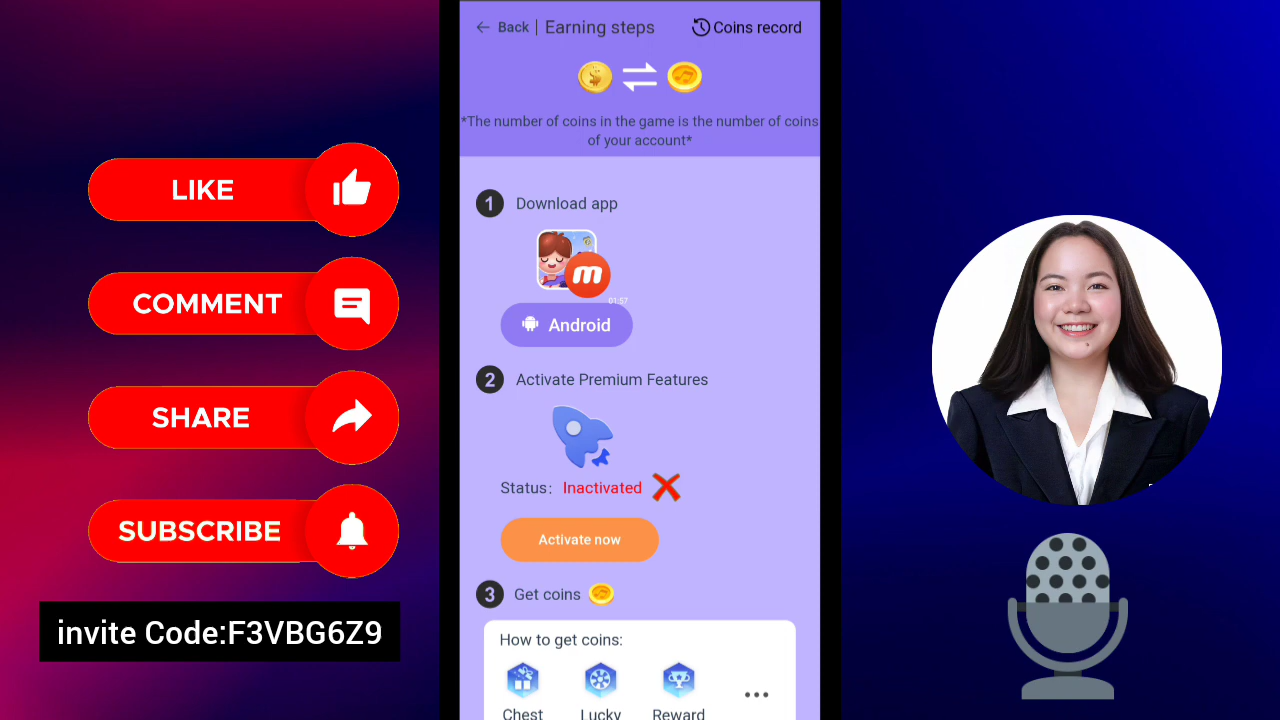 LIKE
COMMENT
SHARE
SUBSCRIBE
invite Code:F3VBG6Z9
Back | Earning steps
Coins record
*The number of coins in the game is the number of coins
of your account*
1 Download app
m
01:57
Android
2 Activate Premium Features
Status: Inactivated
Activate now
3 Get coins
How to get coins:
Chest Lucky Reward